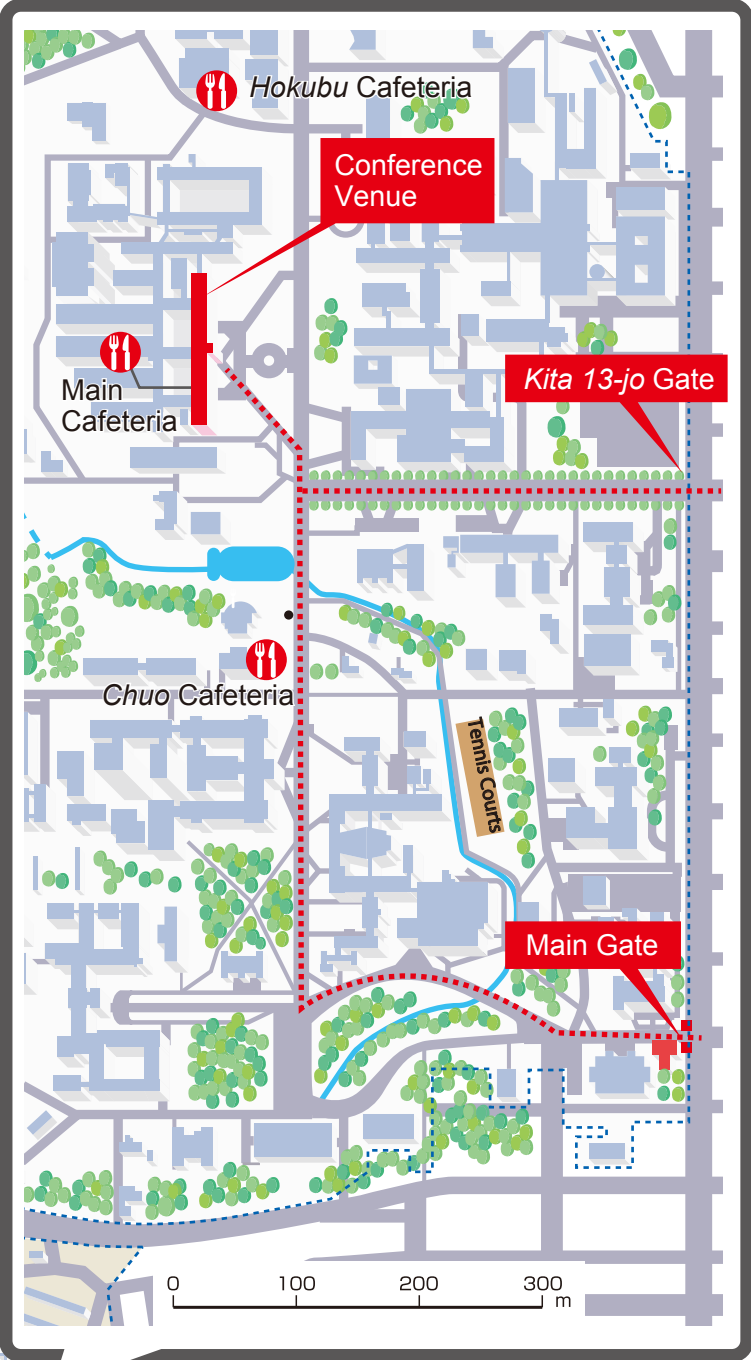 Hokubu Cafeteria
Conference
Venue
Kita 13-jo Gate
Main
Cafeteria
Chuo Cafeteria
Tennis Courts
Main Gate
0 100 200 300
m